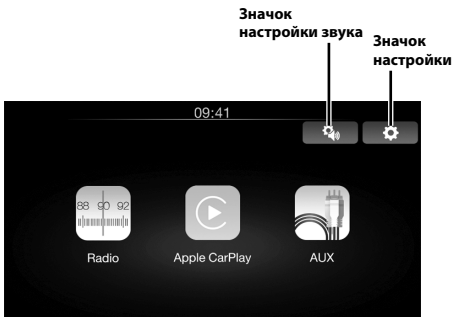 Значок
настройки звука
Значок
настройки
09:41
88 90 92
Radio
Apple CarPlay
AUX